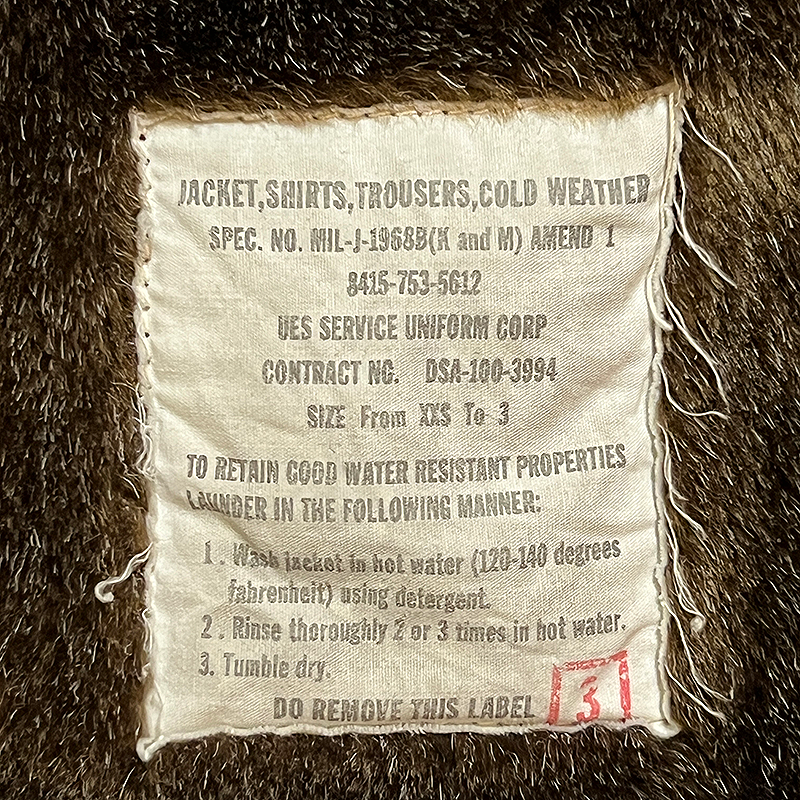 JACKET,SHIRTS,TROUSERS,COLD WEATHER
SPEC. NO. MIL-J-1968B(K and M) AMEND 1
8415-753-5612
UES SERVICE UNIFORM CORP
CONTRACT NO. DSA-100-3994
SIZE From XXS To 3
TO RETAIN GOOD WATER RESISTANT PROPERTIES
LAUNDER IN THE FOLLOWING MANNER:
1. Wash jacket in hot water (120-140 degrees
fahrenheit) using detergent.
2. Rinse thoroughly 2 or 3 times in hot water.
3. Tumble dry.
DO REMOVE THIS LABEL
3